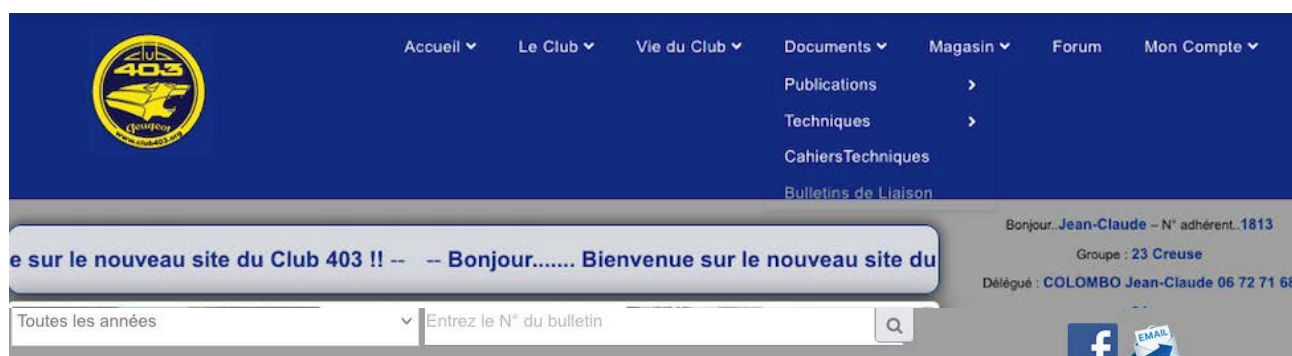 CLUB
403
Peugeot
www.club403.org
Accueil Le Club Vie du Club Documents Magasin Forum Mon Compte
Publications
Techniques
CahiersTechniques
Bulletins de Liaison
Bonjour..Jean-Claude – N° adhérent..1813
Groupe : 23 Creuse
Délégué : COLOMBO Jean-Claude 06 72 71 68
e sur le nouveau site du Club 403 !! -- -- Bonjour....... Bienvenue sur le nouveau site du
Toutes les années
Entrez le N° du bulletin
f
EMAIL